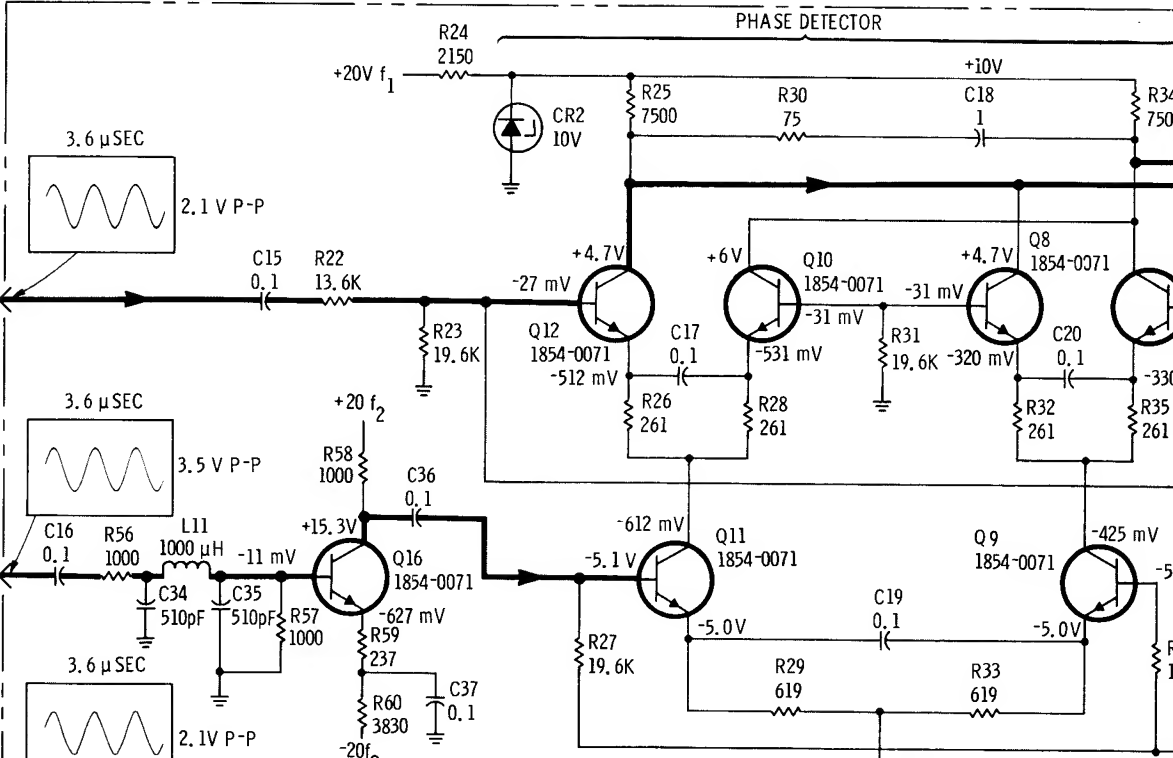 PHASE DETECTOR
R24
2150
+20V f1
+10V
R25
7500
R30
75
C18
1
R34
750
CR2
10V
3.6 µSEC
2.1 V P-P
C15
0.1
R22
13.6K
-27 mV
+4.7V
Q12
1854-0071
-512 mV
R23
19.6K
+6V
Q10
1854-0071
-31 mV
-531 mV
C17
0.1
R31
19.6K
-31 mV
+4.7V
Q8
1854-0071
-320 mV
C20
0.1
-330
R26
261
R28
261
R32
261
R35
261
3.6 µSEC
3.5 V P-P
+20 f2
R58
1000
C36
0.1
C16
0.1
R56
1000
L11
1000 µH
-11 mV
+15.3V
Q16
1854-0071
-627 mV
C34
510pF
C35
510pF
R57
1000
R59
237
R60
3830
C37
0.1
-20f
-612 mV
-5.1V
Q11
1854-0071
-5.0V
R27
19.6K
C19
0.1
R29
619
R33
619
Q9
1854-0071
-425 mV
-5.0V
-5
R
1
3.6 µSEC
2.1V P-P